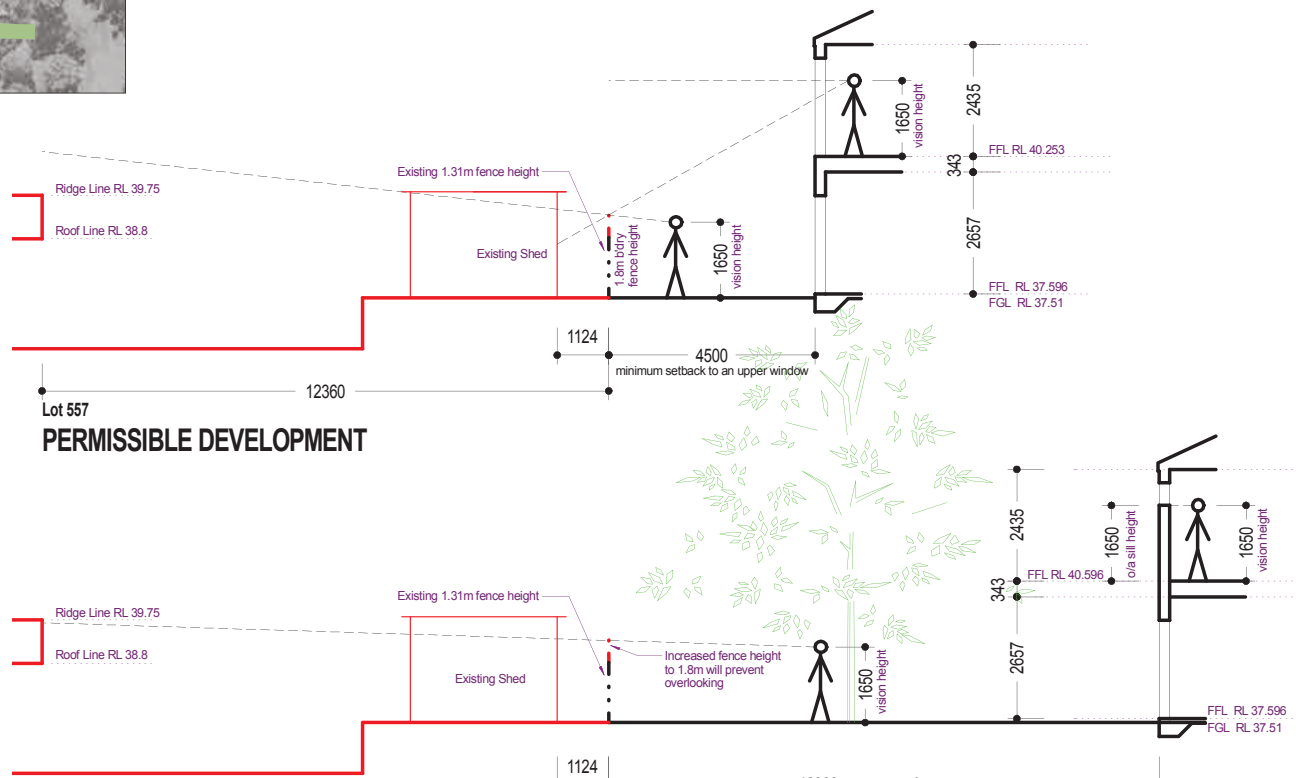 2435
1650
vision height
FFL RL 40.253
343
Existing 1.31m fence height
Ridge Line RL 39.75
Roof Line RL 38.8
Existing Shed
1.8m b'dry
fence height
1650
vision height
2657
FFL RL 37.596
FGL RL 37.51
1124
4500
minimum setback to an upper window
12360
Lot 557
PERMISSIBLE DEVELOPMENT
2435
1650
o/a sill height
1650
vision height
FFL RL 40.596
343
Existing 1.31m fence height
Ridge Line RL 39.75
Roof Line RL 38.8
Existing Shed
Increased fence height
to 1.8m will prevent
overlooking
1650
vision height
2657
FFL RL 37.596
FGL RL 37.51
1124